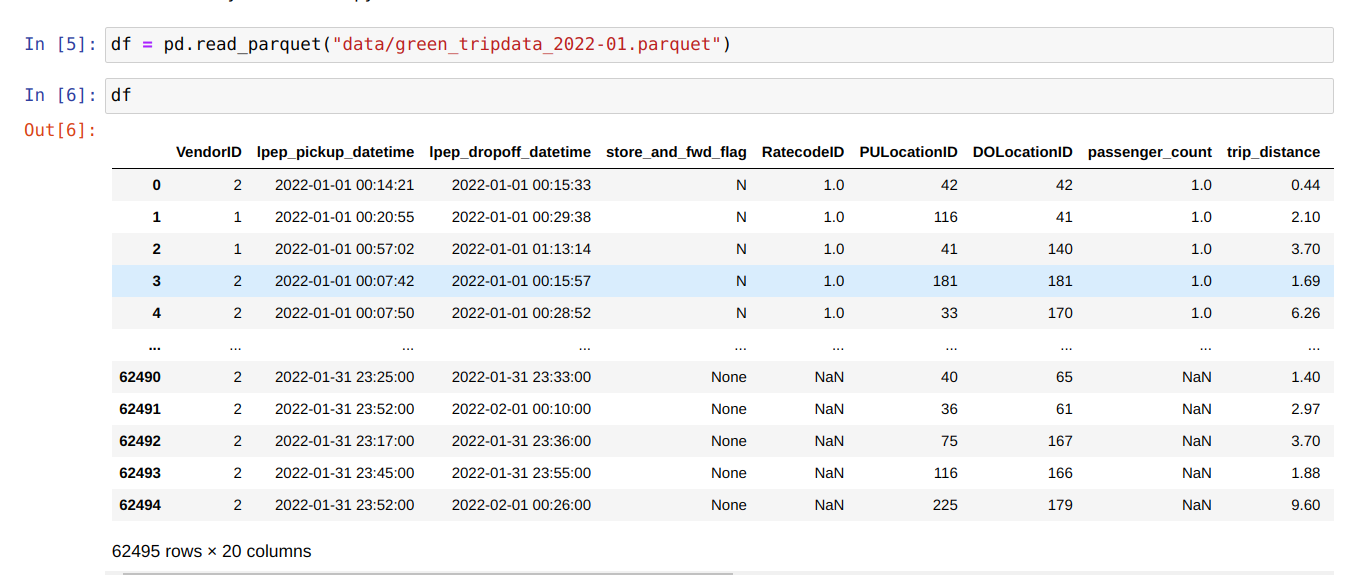 In [5]: df = pd.read_parquet("data/green_tripdata_2022-01.parquet")
In [6]: df
Out[6]:
VendorID lpep_pickup_datetime lpep_dropoff_datetime store_and_fwd_flag RatecodeID PULocationID DOLocationID passenger_count trip_distance
0 2 2022-01-01 00:14:21 2022-01-01 00:15:33 N 1.0 42 42 1.0 0.44
1 1 2022-01-01 00:20:55 2022-01-01 00:29:38 N 1.0 116 41 1.0 2.10
2 1 2022-01-01 00:57:02 2022-01-01 01:13:14 N 1.0 41 140 1.0 3.70
3 2 2022-01-01 00:07:42 2022-01-01 00:15:57 N 1.0 181 181 1.0 1.69
4 2 2022-01-01 00:07:50 2022-01-01 00:28:52 N 1.0 33 170 1.0 6.26
... ... ... ... ... ... ... ... ... ...
62490 2 2022-01-31 23:25:00 2022-01-31 23:33:00 None NaN 40 65 NaN 1.40
62491 2 2022-01-31 23:52:00 2022-02-01 00:10:00 None NaN 36 61 NaN 2.97
62492 2 2022-01-31 23:17:00 2022-01-31 23:36:00 None NaN 75 167 NaN 3.70
62493 2 2022-01-31 23:45:00 2022-01-31 23:55:00 None NaN 116 166 NaN 1.88
62494 2 2022-01-31 23:52:00 2022-02-01 00:26:00 None NaN 225 179 NaN 9.60
62495 rows × 20 columns